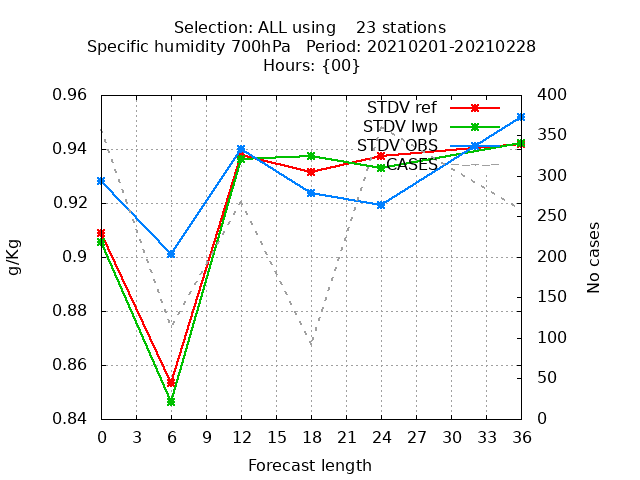 Selection: ALL using    23 stations
Specific humidity 700hPa   Period: 20210201-20210228
Hours: {00}
0.96
0.94
0.92
0.9
0.88
0.86
0.84
g/Kg
STDV ref
STDV lwp
STDV OBS
CASES
400
350
300
250
200
150
100
50
0
No cases
0 3 6 9 12 15 18 21 24 27 30 33 36
Forecast length